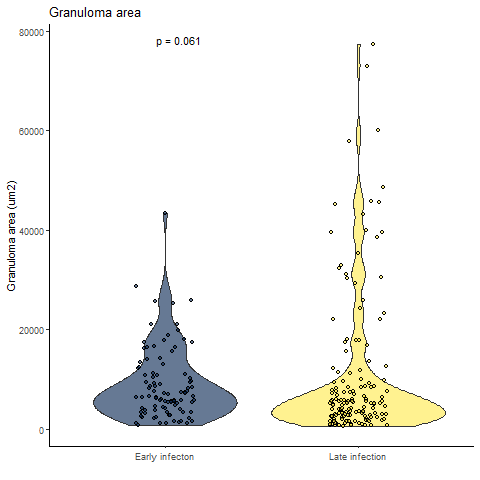 Granuloma area
p = 0.061
80000
60000
40000
20000
0
Granuloma area (um2)
Early infecton
Late infection